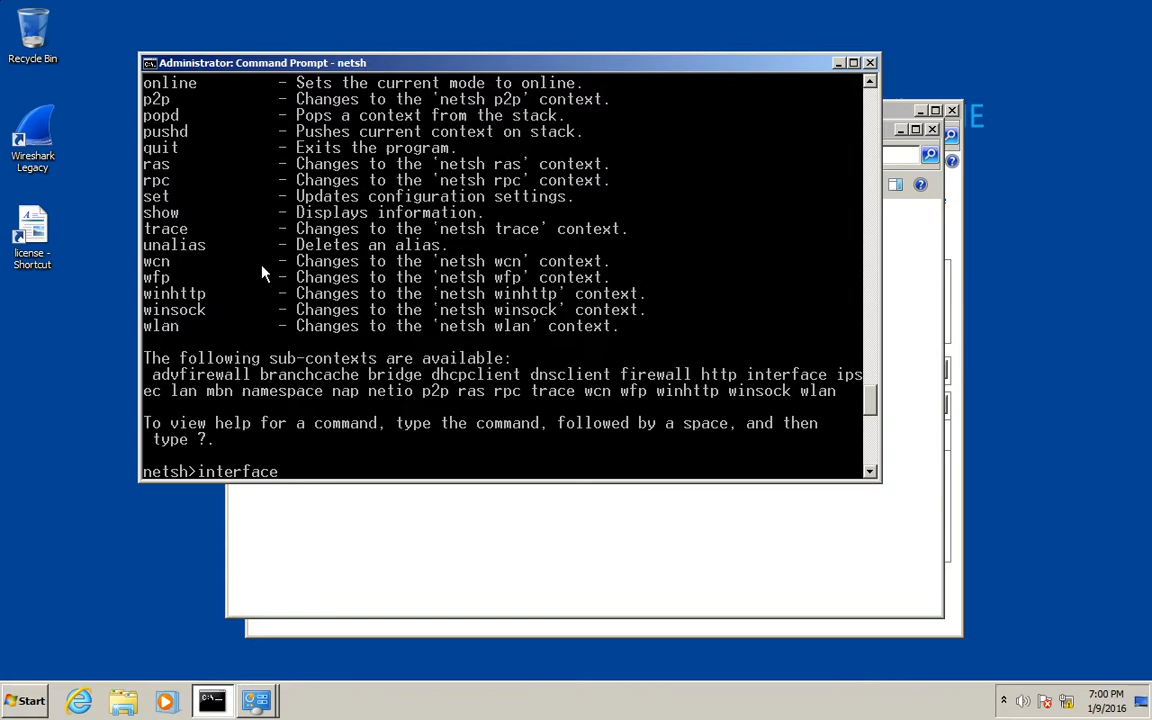 Recycle Bin
Wireshark
Legacy
license -
Shortcut
Administrator: Command Prompt - netsh
online - Sets the current mode to online.
p2p - Changes to the `netsh p2p' context.
popd - Pops a context from the stack.
pushd - Pushes current context on stack.
quit - Exits the program.
ras - Changes to the `netsh ras' context.
rpc - Changes to the `netsh rpc' context.
set - Updates configuration settings.
show - Displays information.
trace - Changes to the `netsh trace' context.
unalias - Deletes an alias.
wcn - Changes to the `netsh wcn' context.
wfp - Changes to the `netsh wfp' context.
winhttp - Changes to the `netsh winhttp' context.
winsock - Changes to the `netsh winsock' context.
wlan - Changes to the `netsh wlan' context.
The following sub-contexts are available:
advfirewall branchcache bridge dhcpclient dnsclient firewall http interface ips
ec lan mbn namespace nap netio p2p ras rpc trace wcn wfp winhttp winsock wlan
To view help for a command, type the command, followed by a space, and then
type ?.
netsh>interface
E
Start
7:00 PM
1/9/2016